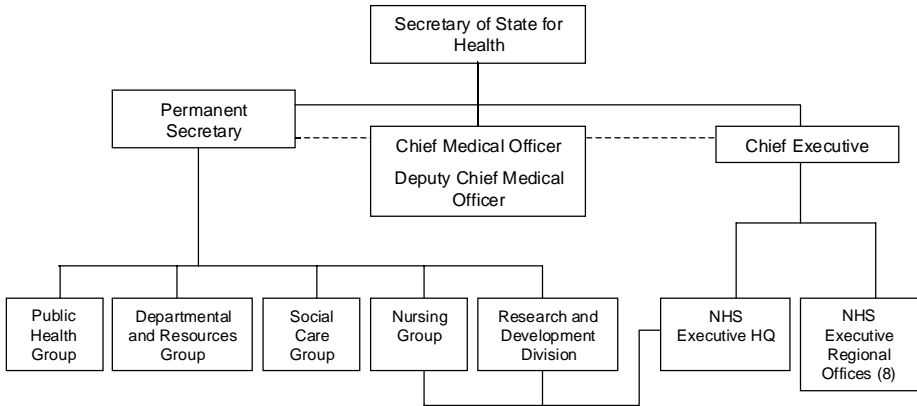 Secretary of State for
Health
Permanent
Secretary
Chief Medical Officer
Deputy Chief Medical
Officer
Chief Executive
Public
Health
Group
Departmental
and Resources
Group
Social
Care
Group
Nursing
Group
Research and
Development
Division
NHS
Executive HQ
NHS
Executive
Regional
Offices (8)